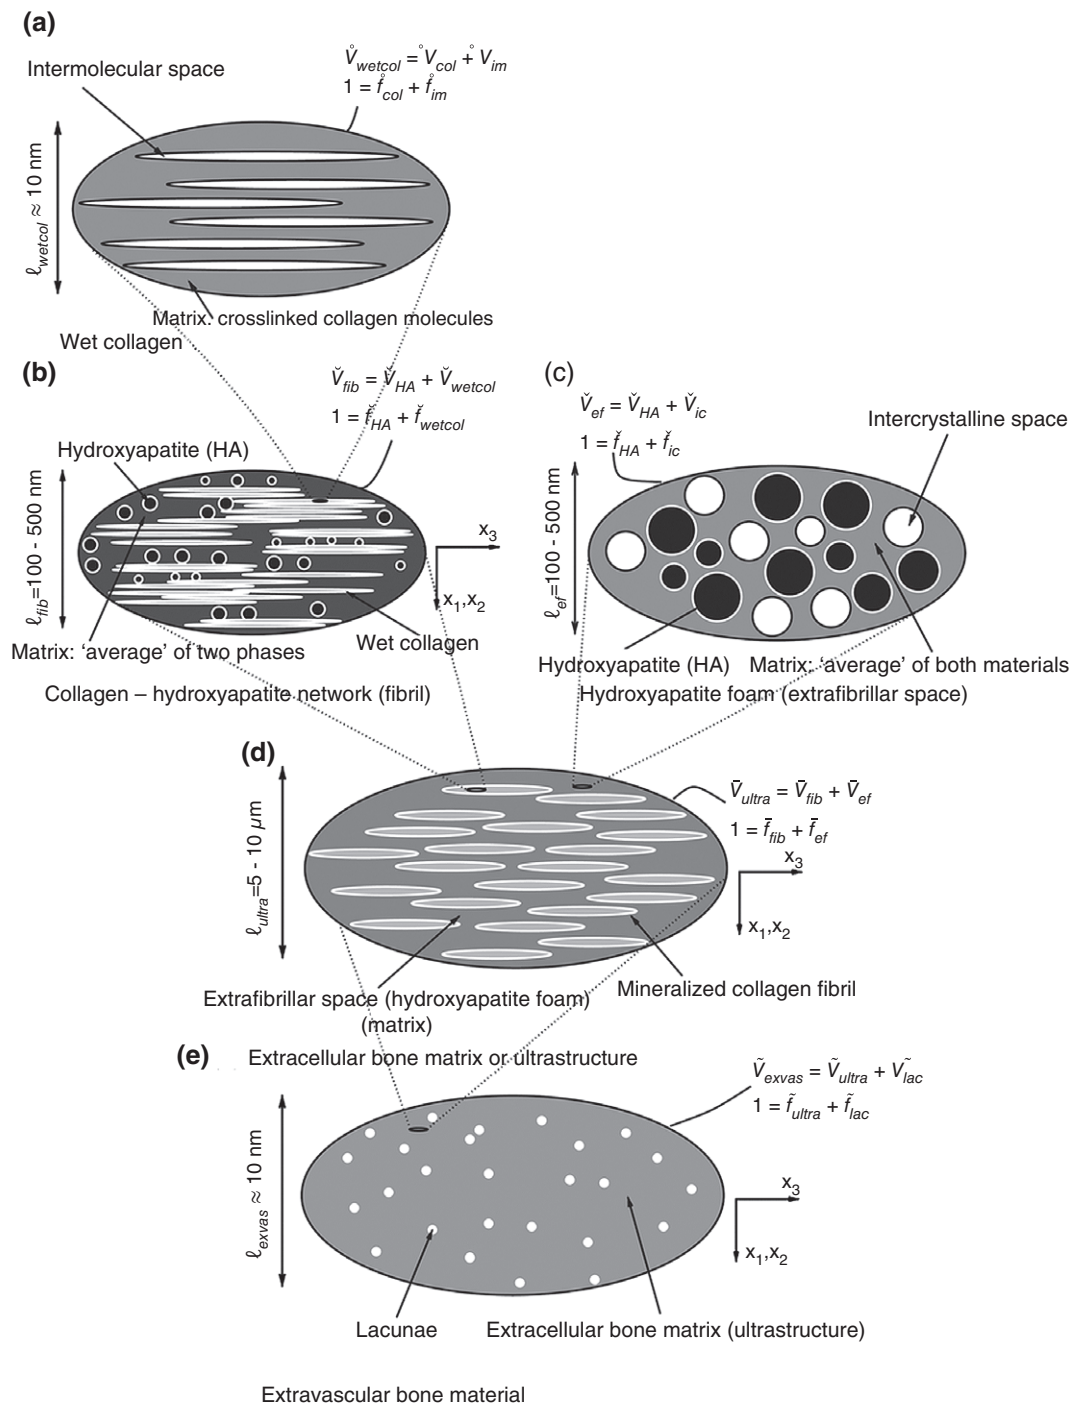 (a)
Intermolecular space
V̊wetcol = V̊col + V̊im
1 = f̊col + f̊im
ℓwetcol ≈ 10 nm
Matrix: crosslinked collagen molecules
Wet collagen
(b)
V̆fib = V̆HA + V̆wetcol
1 = f̆HA + f̆wetcol
Hydroxyapatite (HA)
ℓfib=100 - 500 nm
x3
x1,x2
Wet collagen
Matrix: ‘average’ of two phases
Collagen – hydroxyapatite network (fibril)
(c)
V̌ef = V̌HA + V̌ic
1 = f̌HA + f̌ic
Intercrystalline space
ℓef=100 - 500 nm
Hydroxyapatite (HA)
Matrix: ‘average’ of both materials
Hydroxyapatite foam (extrafibrillar space)
(d)
V̄ultra = V̄fib + V̄ef
1 = f̄fib + f̄ef
ℓultra=5 - 10 μm
x3
x1,x2
Mineralized collagen fibril
Extrafibrillar space (hydroxyapatite foam)
(matrix)
Extracellular bone matrix or ultrastructure
(e)
Ṽexvas = Ṽultra + Ṽlac
1 = f̃ultra + f̃lac
ℓexvas ≈ 10 nm
x3
x1,x2
Lacunae
Extracellular bone matrix (ultrastructure)
Extravascular bone material